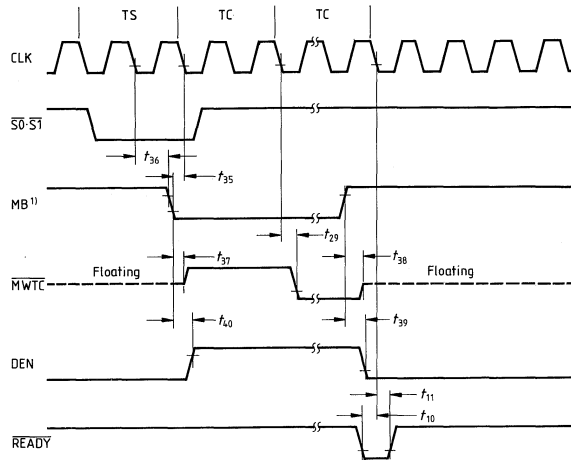 TS TC TC
CLK
S0·S1
t36
t35
MB1)
t29
t37
t38
Floating
Floating
MWTC
t40
t39
DEN
t11
t10
READY